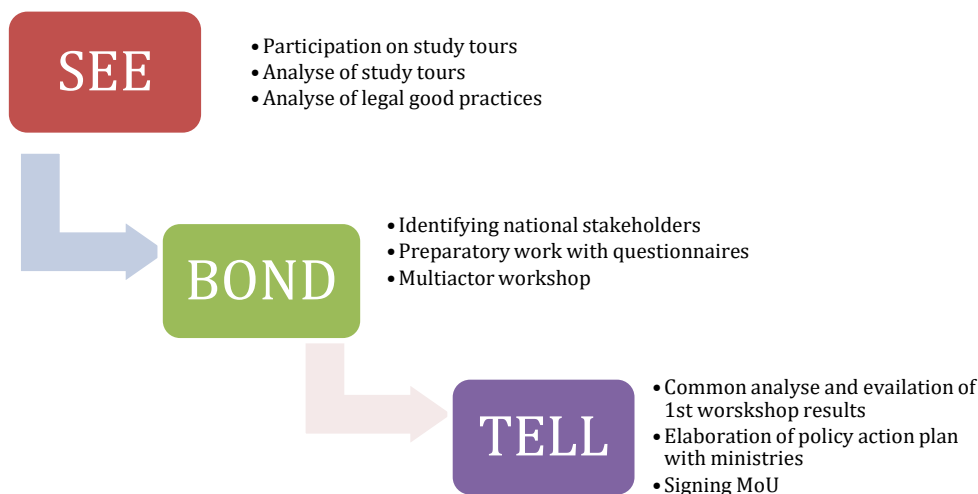 SEE
• Participation on study tours
• Analyse of study tours
• Analyse of legal good practices
BOND
• Identifying national stakeholders
• Preparatory work with questionnaires
• Multiactor workshop
TELL
• Common analyse and evailation of
1st worskshop results
• Elaboration of policy action plan
with ministries
• Signing MoU